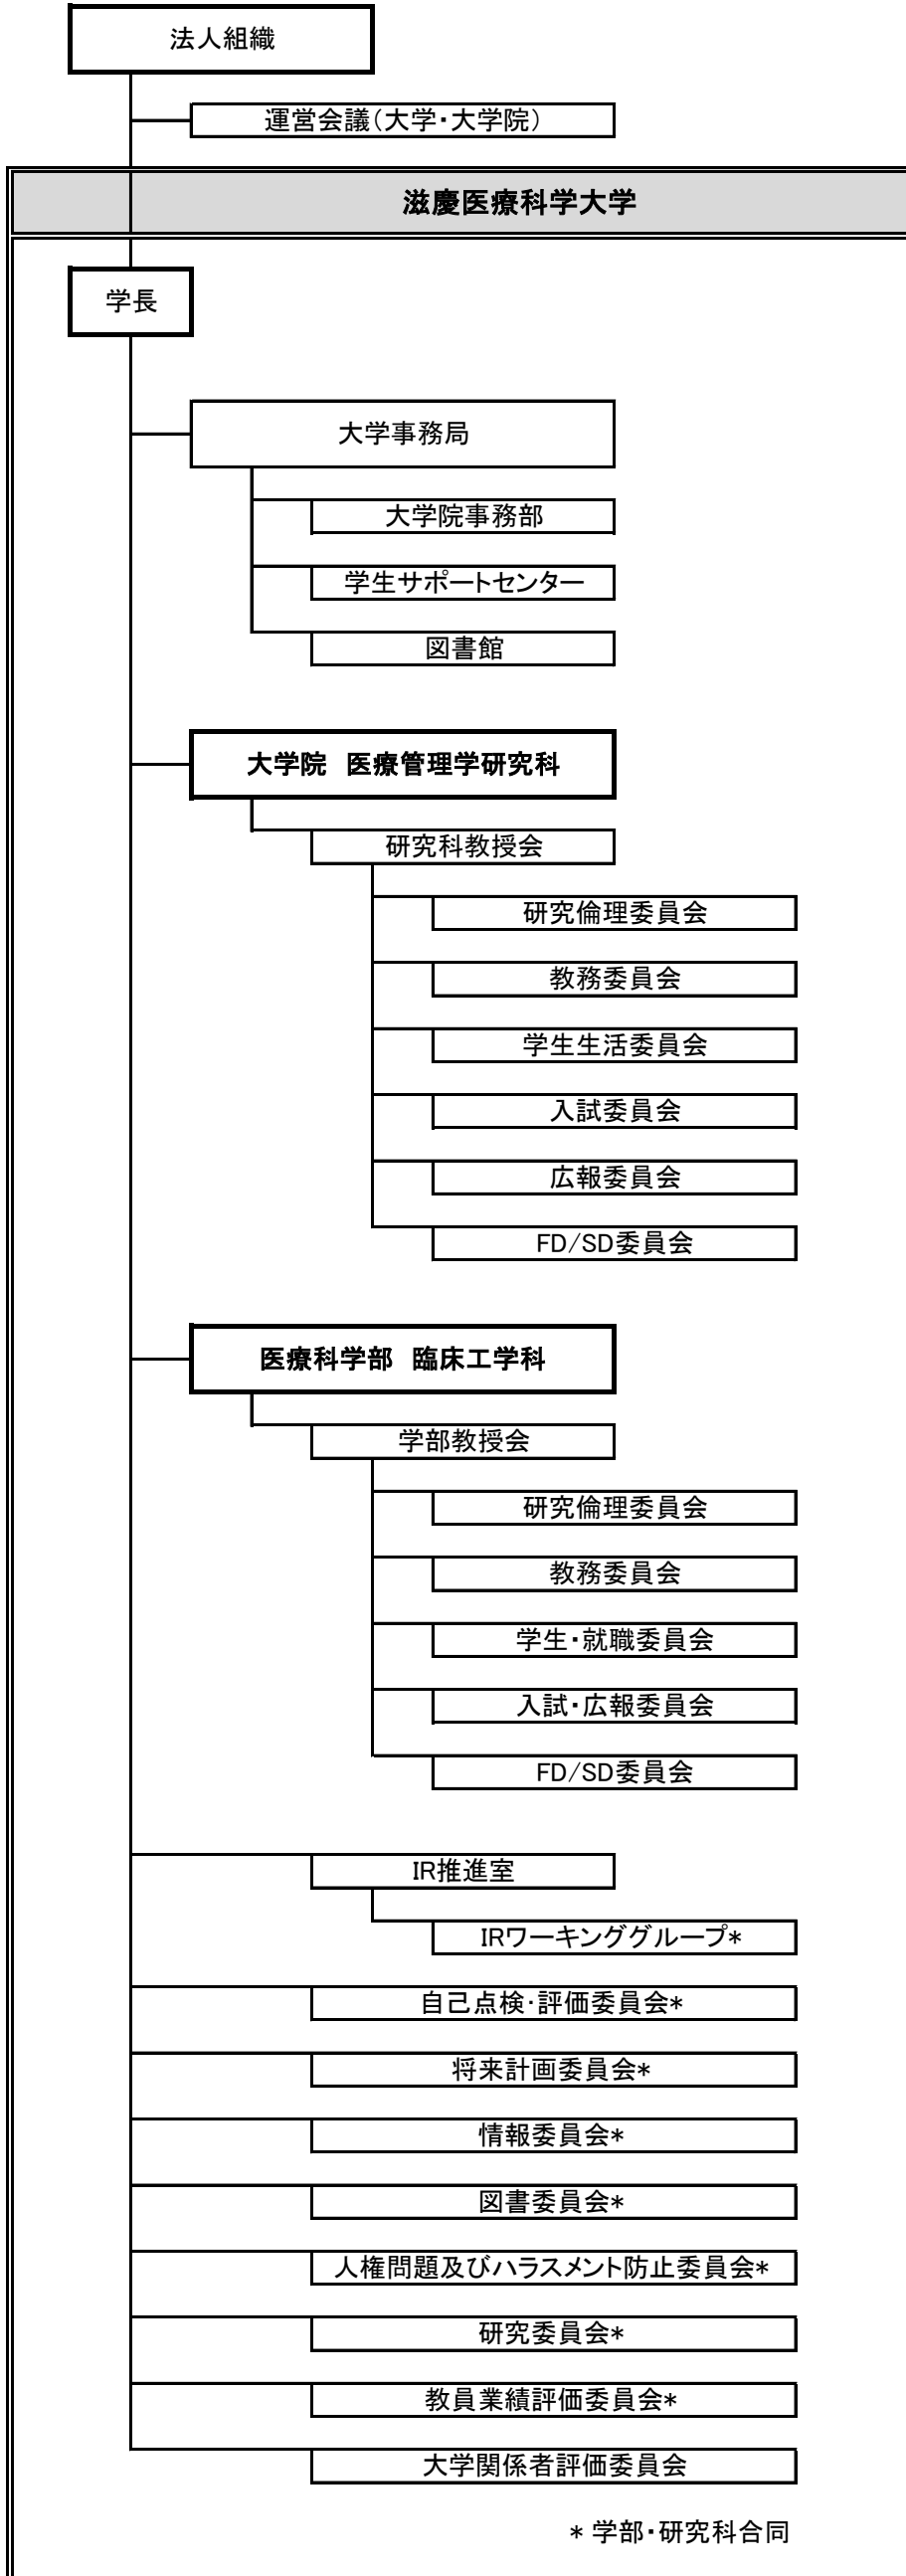 法人組織
運営会議(大学・大学院)
滋慶医療科学大学
学長
大学事務局
大学院事務部
学生サポートセンター
図書館
大学院　医療管理学研究科
研究科教授会
研究倫理委員会
教務委員会
学生生活委員会
入試委員会
広報委員会
FD/SD委員会
医療科学部　臨床工学科
学部教授会
研究倫理委員会
教務委員会
学生・就職委員会
入試・広報委員会
FD/SD委員会
IR推進室
IRワーキンググループ*
自己点検・評価委員会*
将来計画委員会*
情報委員会*
図書委員会*
人権問題及びハラスメント防止委員会*
研究委員会*
教員業績評価委員会*
大学関係者評価委員会
* 学部・研究科合同